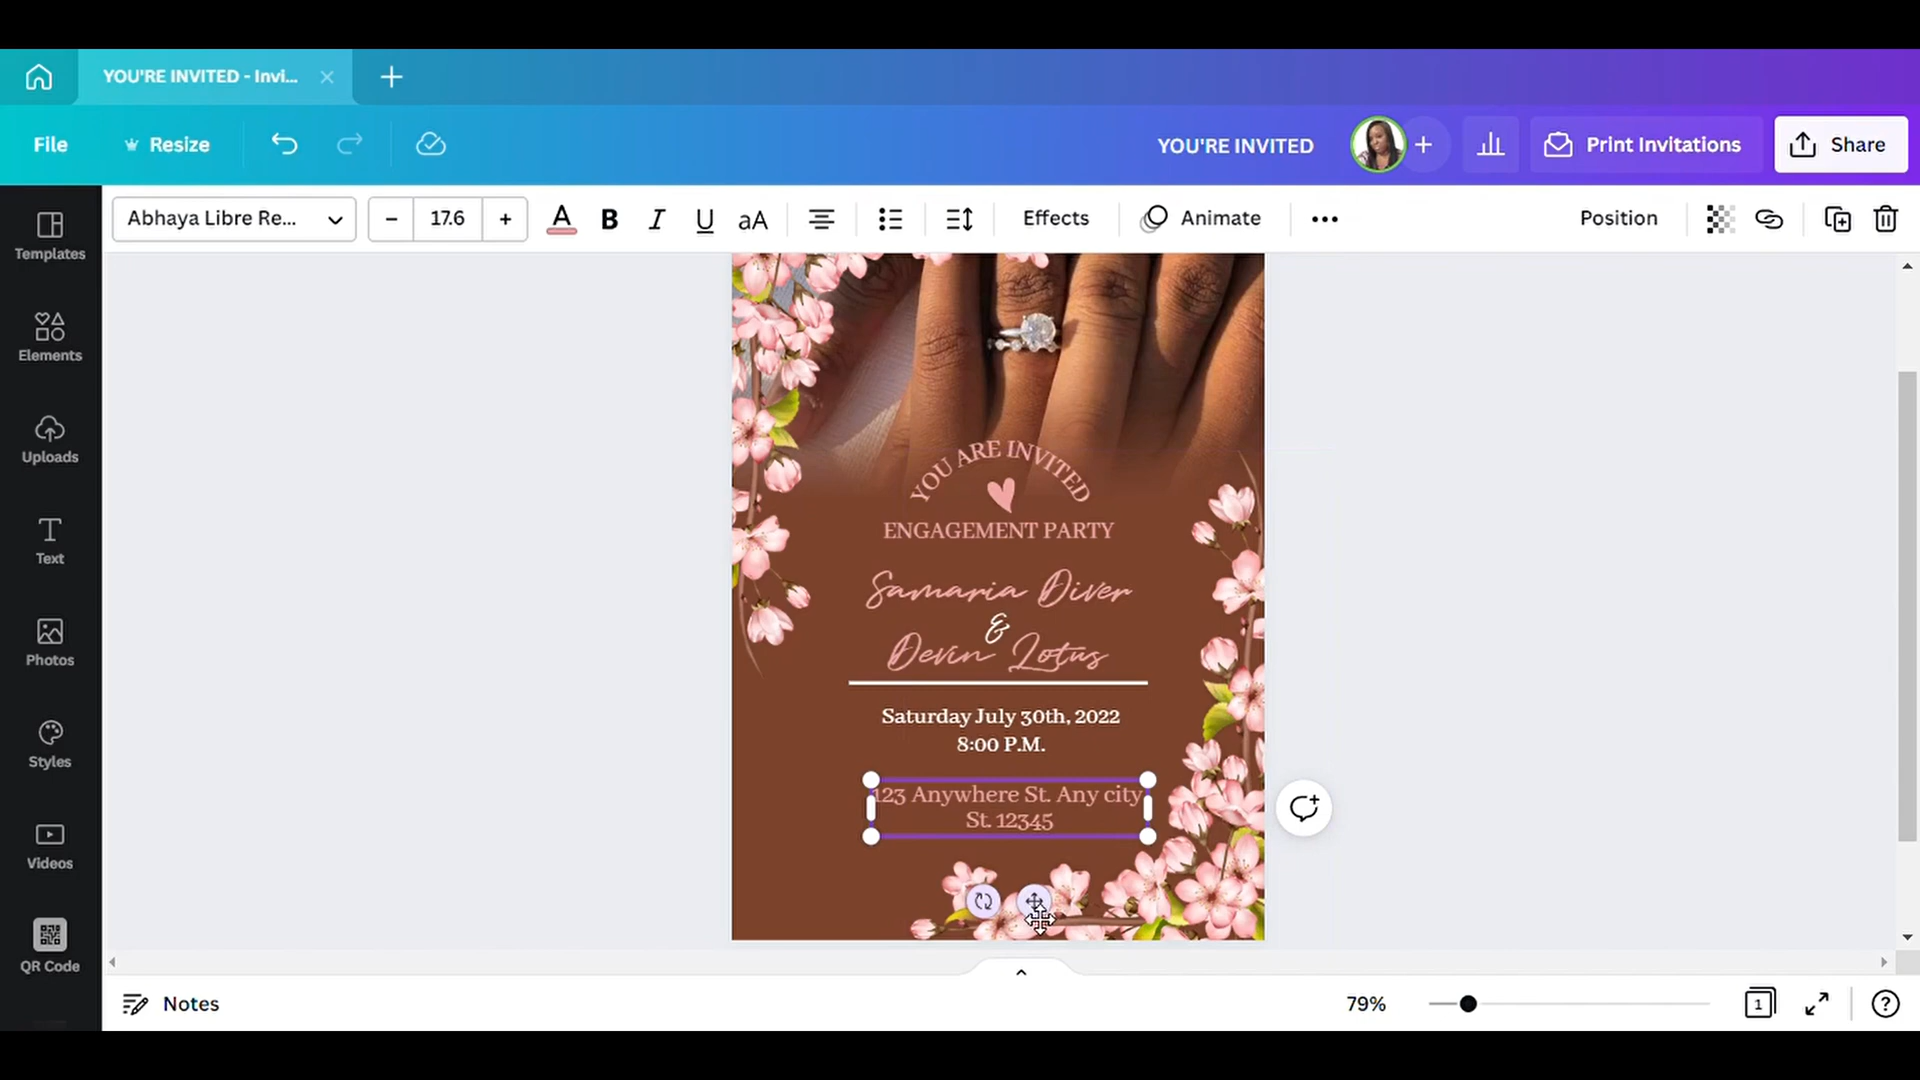 YOU'RE INVITED - Invi...
File
Resize
YOU'RE INVITED
Print Invitations
Share
Abhaya Libre Re...
17.6
A
B
I
U
aA
Effects
Animate
Position
Templates
Elements
Uploads
Text
Photos
Styles
Videos
QR Code
YOU ARE INVITED
ENGAGEMENT PARTY
Samaria Diver
&
Devin Lotus
Saturday July 30th, 2022
8:00 P.M.
123 Anywhere St. Any city
St. 12345
Notes
79%
1